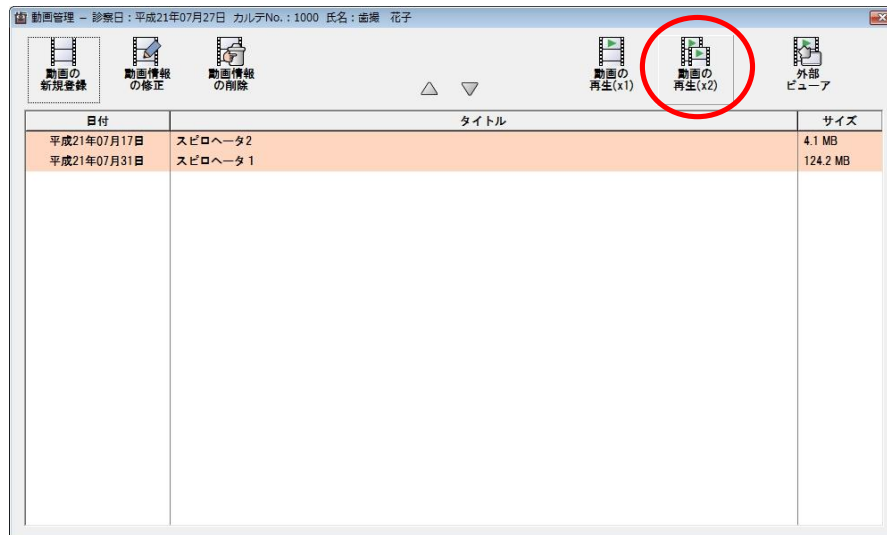 動画管理 － 診察日：平成21年07月27日 カルテNo.：1000 氏名：歯援 花子
動画の
新規登録
動画情報
の修正
動画情報
の削除
動画の
再生(x1)
動画の
再生(x2)
外部
ビューア
日付 タイトル サイズ
平成21年07月17日 スピロヘータ2 4.1 MB
平成21年07月31日 スピロヘータ1 124.2 MB